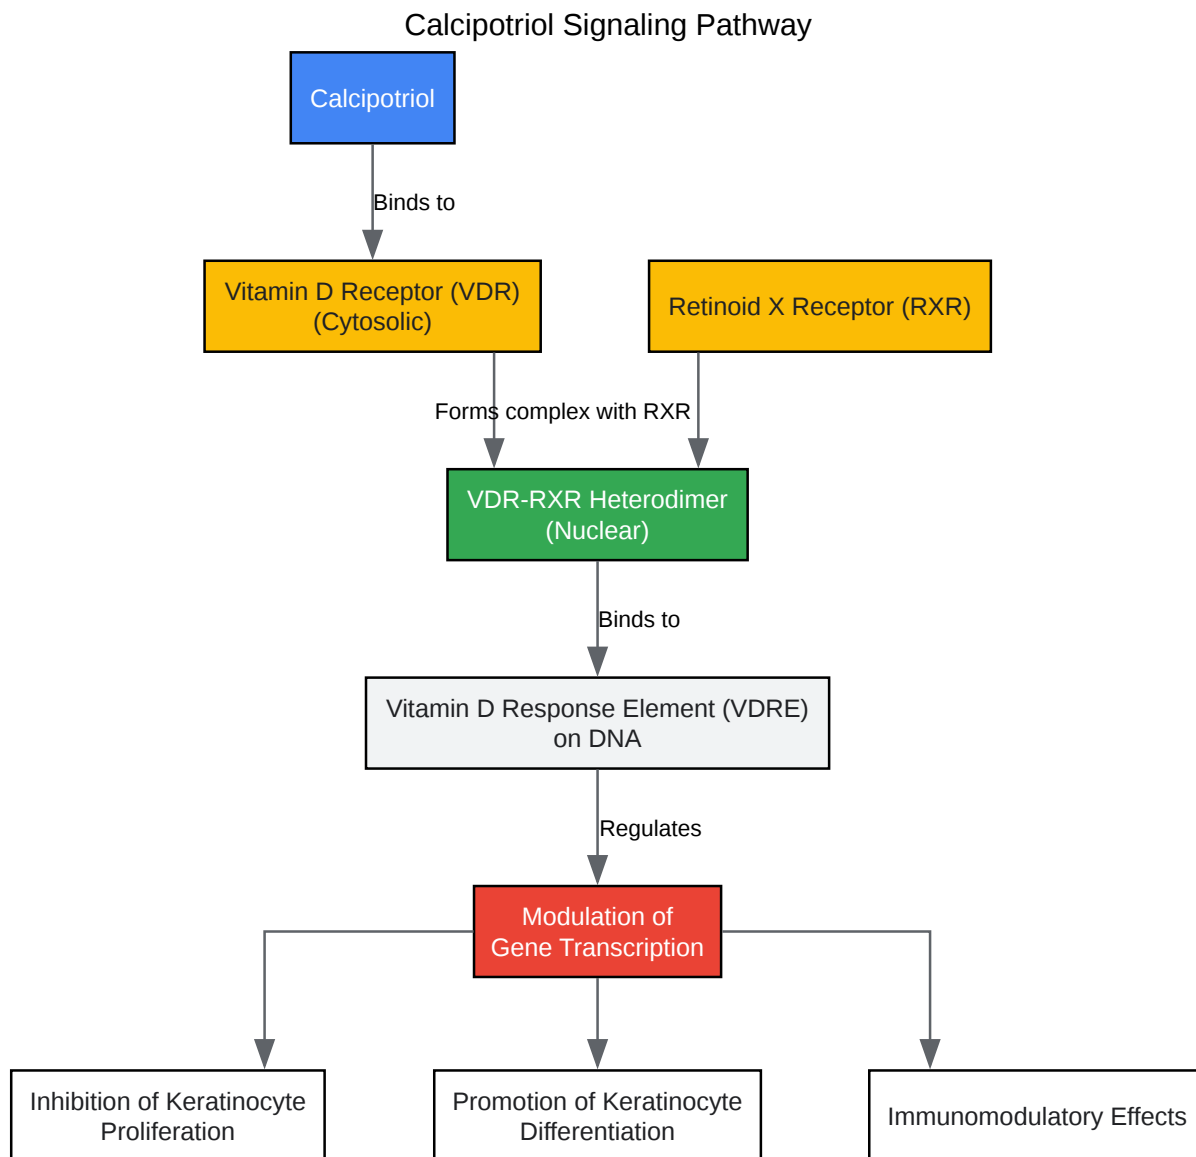 Calcipotriol Signaling Pathway
Calcipotriol
Binds to
Vitamin D Receptor (VDR)
(Cytosolic)
Retinoid X Receptor (RXR)
Forms complex with RXR
VDR-RXR Heterodimer
(Nuclear)
Binds to
Vitamin D Response Element (VDRE)
on DNA
Regulates
Modulation of
Gene Transcription
Inhibition of Keratinocyte
Proliferation
Promotion of Keratinocyte
Differentiation
Immunomodulatory Effects